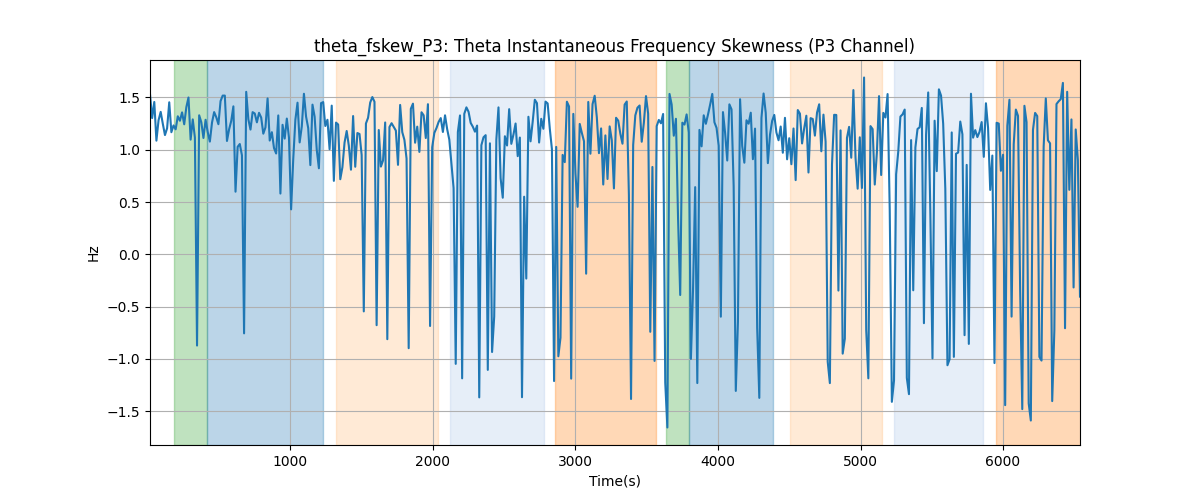 theta_fskew_P3: Theta Instantaneous Frequency Skewness (P3 Channel)
1.5
1.0
0.5
0.0
−0.5
−1.0
−1.5
Hz
1000 2000 3000 4000 5000 6000
Time(s)